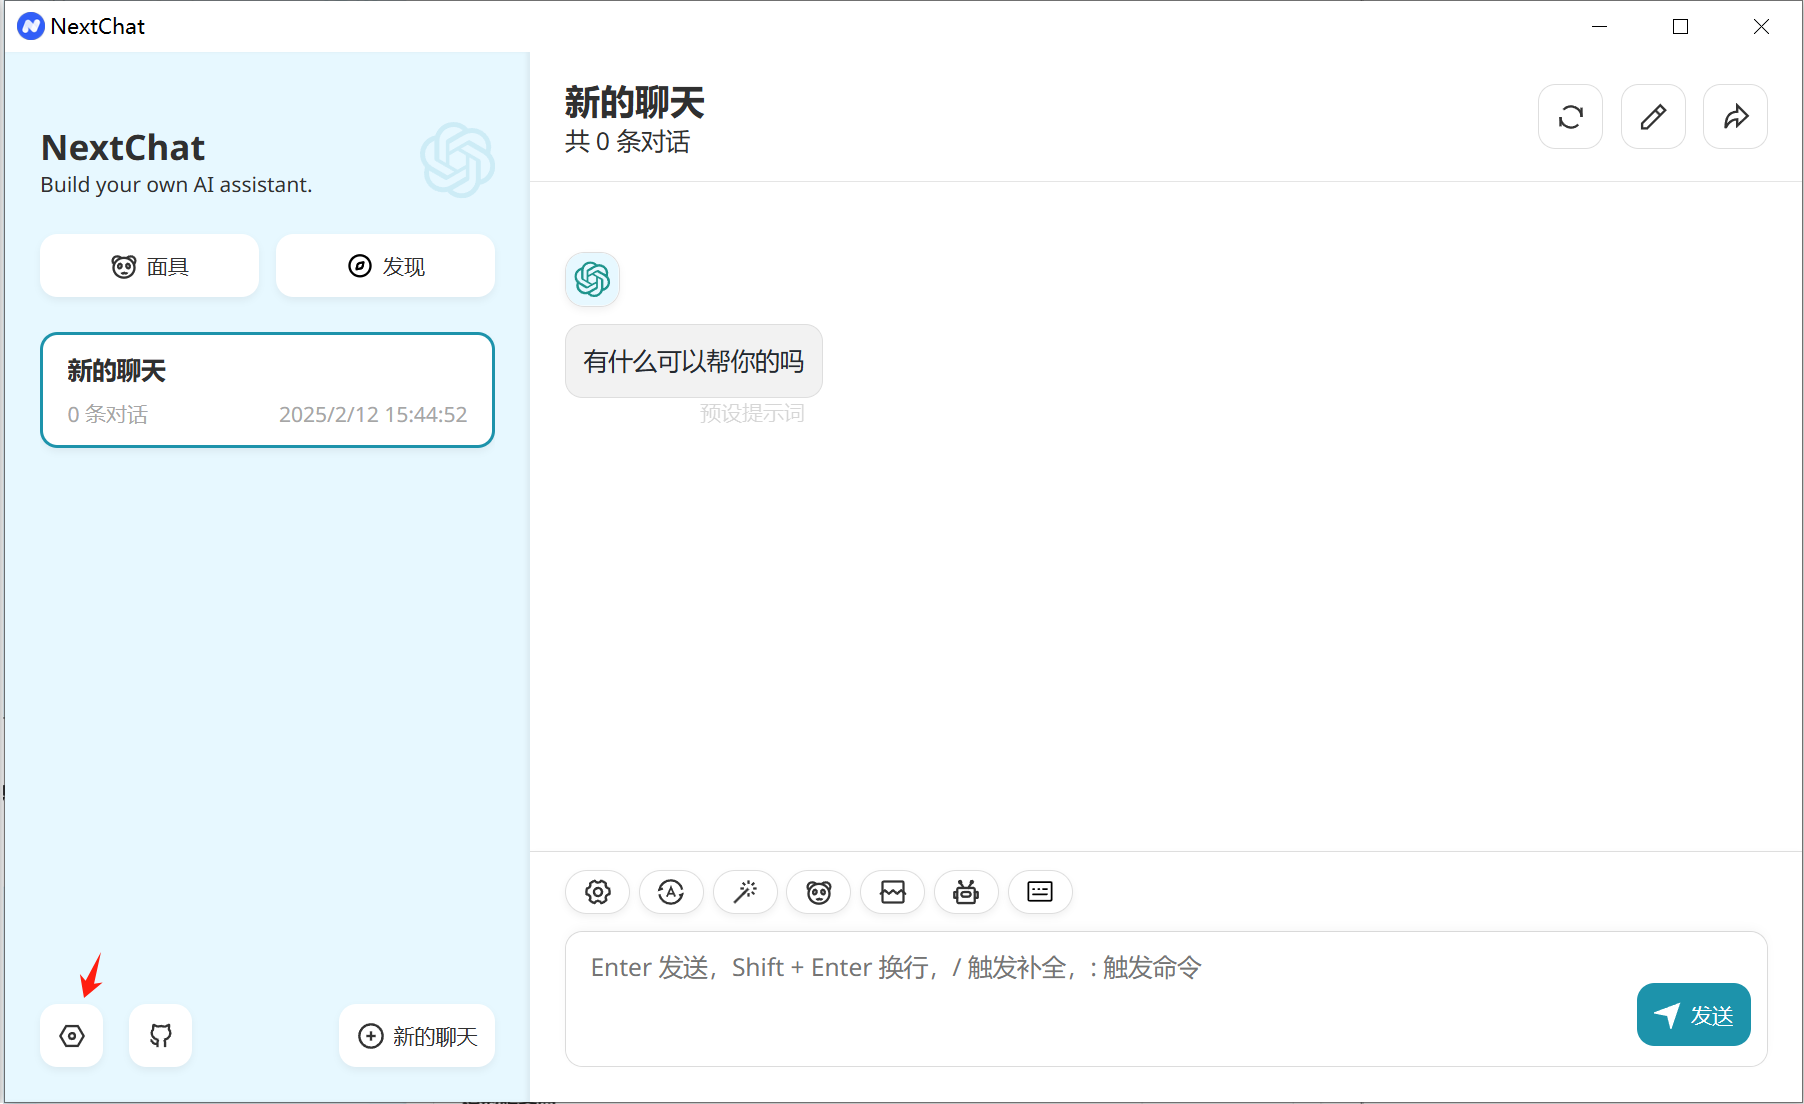 NextChat
NextChat
Build your own AI assistant.
面具
发现
新的聊天
0 条对话
2025/2/12 15:44:52
新的聊天
新的聊天
共 0 条对话
有什么可以帮你的吗
预设提示词
Enter 发送，Shift + Enter 换行，/ 触发补全，: 触发命令
发送